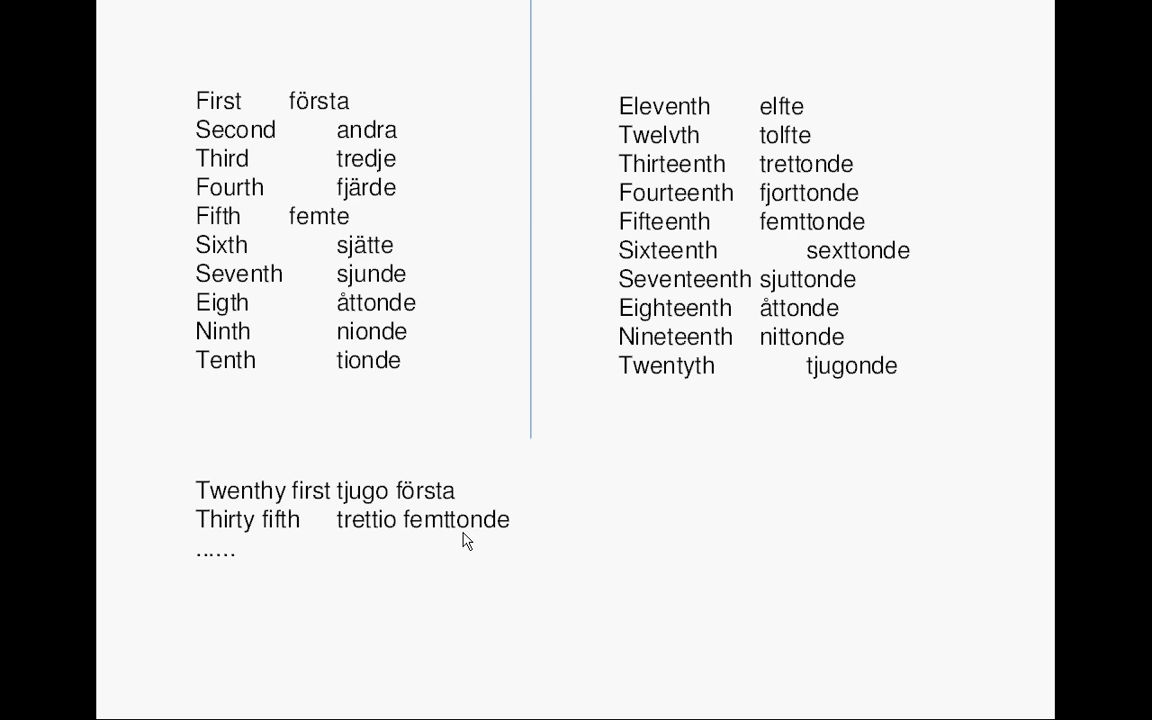 First första
Second andra
Third tredje
Fourth fjärde
Fifth femte
Sixth sjätte
Seventh sjunde
Eigth åttonde
Ninth nionde
Tenth tionde
Eleventh elfte
Twelvth tolfte
Thirteenth trettonde
Fourteenth fjorttonde
Fifteenth femttonde
Sixteenth sexttonde
Seventeenth sjuttonde
Eighteenth åttonde
Nineteenth nittonde
Twentyth tjugonde
Twenthy first tjugo första
Thirty fifth trettio femttonde
......